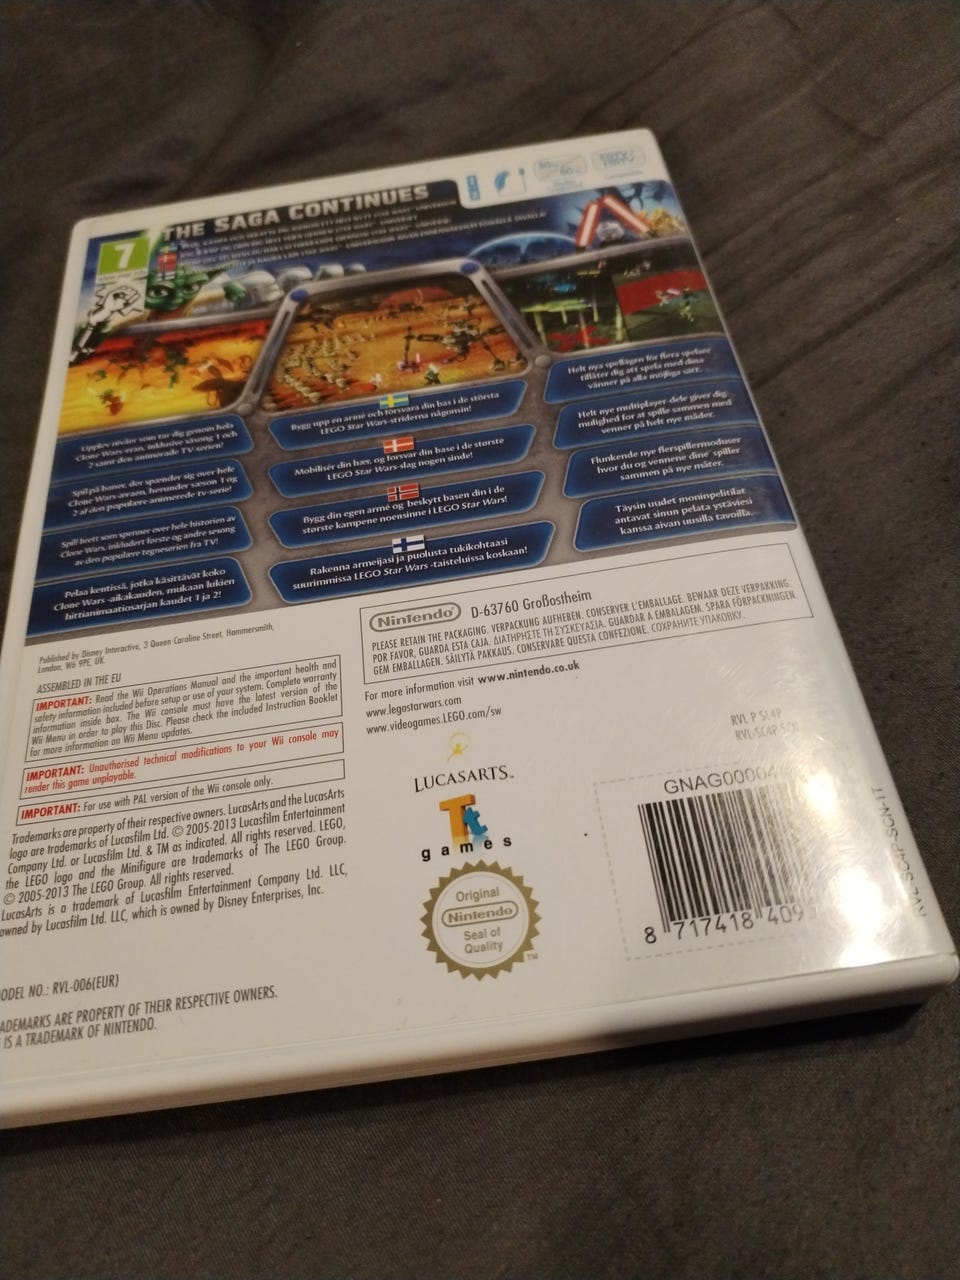 THE SAGA CONTINUES
7
Upplev nivåer som tar dig genom hela
Clone Wars-eran, inklusive säsong 1 och
2 samt den animerade TV-serien!
Spil på baner, der spænder sig over hele
Clone Wars-æraen, herunder sæson 1 og
2 af den populære animerede tv-serie!
Spill brett som spenner over hele historien av
Clone Wars, inkludert første og andre sesong
av den populære tegneserien fra TV!
Pelaa kentissä, jotka käsittävät koko
Clone Wars -aikakauden, mukaan lukien
hittianimaatiosarjan kaudet 1 ja 2!
Bygg upp en armé och försvara din bas i de största
LEGO Star Wars-striderna någonsin!
Mobilisér din hær, og forsvar din base i de største
LEGO Star Wars-slag nogen sinde!
Bygg din egen armé og beskytt basen din i de
største kampene noensinne i LEGO Star Wars!
Rakenna armeijasi ja puolusta tukikohtaasi
suurimmissa LEGO Star Wars -taisteluissa koskaan!
Helt nya spellägen för flera spelare
tillåter dig att spela med dina
vänner på alla möjliga sätt.
Helt nye multiplayer-dele giver dig
mulighed for at spille sammen med
venner på helt nye måder.
Flunkende nye flerspillermoduser
hvor du og vennene dine spiller
sammen på nye måter.
Täysin uudet moninpelitilat
antavat sinun pelata ystäviesi
kanssa aivan uusilla tavoilla.
Published by Disney Interactive, 3 Queen Caroline Street, Hammersmith,
London, W6 9PE, UK.
ASSEMBLED IN THE EU
IMPORTANT: Read the Wii Operations Manual and the important health and
safety information included before setup or use of your system. Complete warranty
information inside box. The Wii console must have the latest version of the
Wii Menu in order to play this Disc. Please check the included Instruction Booklet
for more information on Wii Menu updates.
IMPORTANT: Unauthorised technical modifications to your Wii console may
render this game unplayable.
IMPORTANT: For use with PAL version of the Wii console only.
Trademarks are property of their respective owners. LucasArts and the LucasArts
logo are trademarks of Lucasfilm Ltd. © 2005-2013 Lucasfilm Entertainment
Company Ltd. or Lucasfilm Ltd. & TM as indicated. All rights reserved. LEGO,
the LEGO logo and the Minifigure are trademarks of The LEGO Group.
© 2005-2013 The LEGO Group. All rights reserved.
LucasArts is a trademark of Lucasfilm Entertainment Company Ltd. LLC,
owned by Lucasfilm Ltd. LLC, which is owned by Disney Enterprises, Inc.
ODEL NO.: RVL-006(EUR)
ADEMARKS ARE PROPERTY OF THEIR RESPECTIVE OWNERS.
IS A TRADEMARK OF NINTENDO.
Nintendo D-63760 Großostheim
PLEASE RETAIN THE PACKAGING. VERPACKUNG AUFHEBEN. CONSERVER L'EMBALLAGE. BEWAAR DEZE VERPAKKING.
POR FAVOR, GUARDA ESTA CAJA. ΔΙΑΤΗΡΗΣΤΕ ΤΗ ΣΥΣΚΕΥΑΣΙΑ. GUARDAR A EMBALAGEM. SPARA FÖRPACKNINGEN.
GEM EMBALLAGEN. SÄILYTÄ PAKKAUS. CONSERVARE QUESTA CONFEZIONE. СОХРАНИТЕ УПАКОВКУ.
For more information visit www.nintendo.co.uk
www.legostarwars.com
www.videogames.LEGO.com/sw
RVL P SC4P
RVL-SC4P-SCN
LUCASARTS™
Tt
games
Original
Nintendo
Seal of
Quality
TM
GNAG00004
8 717418 409
RVL-SC4P-SCN IT